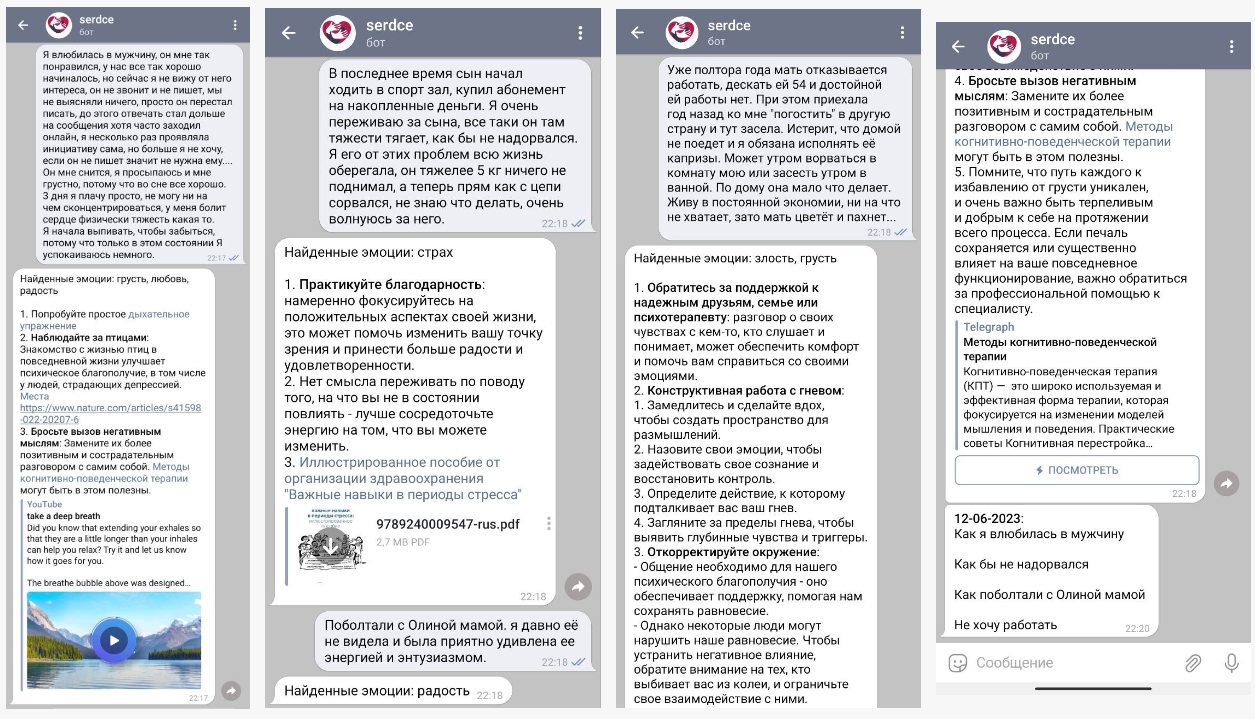 serdce
бот
Я влюбилась в мужчину, он мне так
понравился, у нас все так хорошо
начиналось, но сейчас я не вижу от него
интереса, он не звонит и не пишет, мы
не выясняли ничего, просто он перестал
писать, до этого отвечать стал дольше
на сообщения хотя часто заходил
онлайн, я несколько раз проявляла
инициативу сама, но больше я не хочу,
если он не пишет значит не нужна ему....
Он мне снится, я просыпаюсь и мне
грустно, потому что во сне все хорошо.
3 дня я плачу просто, не могу ни на
чем сконцентрироваться, у меня болит
сердце физически тяжесть какая то.
Я начала выпивать, чтобы забыться,
потому что только в этом состоянии Я
успокаиваюсь немного.
22:17
Найденные эмоции: грусть, любовь,
радость
1. Попробуйте простое дыхательное
упражнение
2. Наблюдайте за птицами:
Знакомство с жизнью птиц в
повседневной жизни улучшает
психическое благополучие, в том числе
у людей, страдающих депрессией.
Места
https://www.nature.com/articles/s41598
-022-20207-6
3. Бросьте вызов негативным
мыслям: Замените их более
позитивным и сострадательным
разговором с самим собой. Методы
когнитивно-поведенческой терапии
могут быть в этом полезны.
YouTube
take a deep breath
Did you know that extending your exhales so
that they are a little longer than your inhales
can help you relax? Try it and let us know
how it goes for you.
The breathe bubble above was designed...
22:17
serdce
бот
В последнее время сын начал
ходить в спорт зал, купил абонемент
на накопленные деньги. Я очень
переживаю за сына, все таки он там
тяжести тягает, как бы не надорвался.
Я его от этих проблем всю жизнь
оберегала, он тяжелее 5 кг ничего не
поднимал, а теперь прям как с цепи
сорвался, не знаю что делать, очень
волнуюсь за него.
22:18
Найденные эмоции: страх
1. Практикуйте благодарность:
намеренно фокусируйтесь на
положительных аспектах своей жизни,
это может помочь изменить вашу точку
зрения и принести больше радости и
удовлетворенности.
2. Нет смысла переживать по поводу
того, на что вы не в состоянии
повлиять - лучше сосредоточьте
энергию на том, что вы можете
изменить.
3. Иллюстрированное пособие от
организации здравоохранения
"Важные навыки в периоды стресса"
9789240009547-rus.pdf
2,7 MB PDF
22:18
Поболтали с Олиной мамой. я давно её
не видела и была приятно удивлена ее
энергией и энтузиазмом.
22:18
Найденные эмоции: радость 22:18
serdce
бот
Уже полтора года мать отказывается
работать, дескать ей 54 и достойной
ей работы нет. При этом приехала
год назад ко мне "погостить" в другую
страну и тут засела. Истерит, что домой
не поедет и я обязана исполнять её
капризы. Может утром ворваться в
комнату мою или засесть утром в
ванной. По дому она мало что делает.
Живу в постоянной экономии, ни на что
не хватает, зато мать цветёт и пахнет...
22:18
Найденные эмоции: злость, грусть
1. Обратитесь за поддержкой к
надежным друзьям, семье или
психотерапевту: разговор о своих
чувствах с кем-то, кто слушает и
понимает, может обеспечить комфорт
и помочь вам справиться со своими
эмоциями.
2. Конструктивная работа с гневом:
1. Замедлитесь и сделайте вдох,
чтобы создать пространство для
размышлений.
2. Назовите свои эмоции, чтобы
задействовать свое сознание и
восстановить контроль.
3. Определите действие, к которому
подталкивает вас ваш гнев.
4. Загляните за пределы гнева, чтобы
выявить глубинные чувства и триггеры.
3. Откорректируйте окружение:
- Общение необходимо для нашего
психического благополучия - оно
обеспечивает поддержку, помогая нам
сохранять равновесие.
- Однако некоторые люди могут
нарушить наше равновесие. Чтобы
устранить негативное влияние,
обратите внимание на тех, кто
выбивает вас из колеи, и ограничьте
свое взаимодействие с ними.
serdce
бот
4. Бросьте вызов негативным
мыслям: Замените их более
позитивным и сострадательным
разговором с самим собой. Методы
когнитивно-поведенческой терапии
могут быть в этом полезны.
5. Помните, что путь каждого к
избавлению от грусти уникален,
и очень важно быть терпеливым
и добрым к себе на протяжении
всего процесса. Если печаль
сохраняется или существенно
влияет на ваше повседневное
функционирование, важно обратиться
за профессиональной помощью к
специалисту.
Telegraph
Методы когнитивно-поведенческой
терапии
Когнитивно-поведенческая терапия
(КПТ) — это широко используемая и
эффективная форма терапии, которая
фокусируется на изменении моделей
мышления и поведения. Практические
советы Когнитивная перестройка...
ПОСМОТРЕТЬ
22:18
12-06-2023:
Как я влюбилась в мужчину
Как бы не надорвался
Как поболтали с Олиной мамой
Не хочу работать
22:20
Сообщение